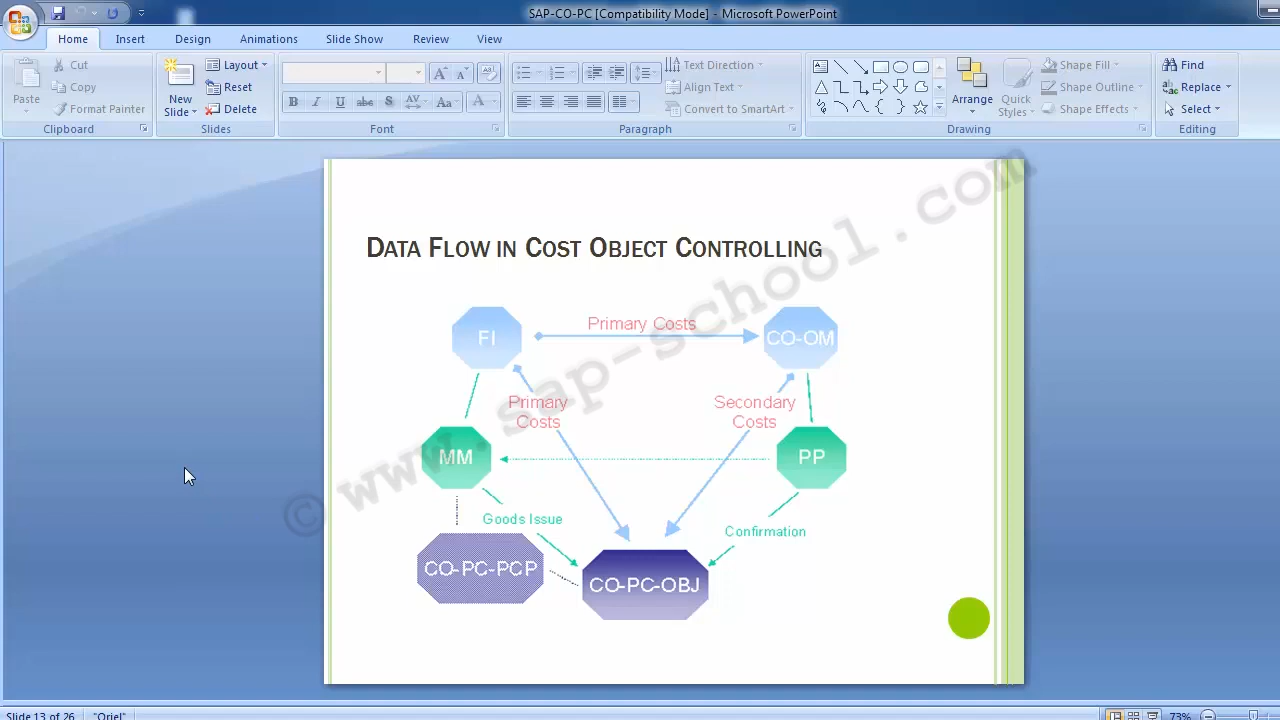 SAP-CO-PC [Compatibility Mode] - Microsoft PowerPoint
Home Insert Design Animations Slide Show Review View
Cut
Copy
Format Painter
Paste
Clipboard
New
Slide
Layout
Reset
Delete
Slides
B I U abc S AV Aa A
Font
Text Direction
Align Text
Convert to SmartArt
Paragraph
Arrange
Quick
Styles
Shape Fill
Shape Outline
Shape Effects
Drawing
Find
Replace
Select
Editing
DATA FLOW IN COST OBJECT CONTROLLING
FI
Primary Costs
CO-OM
Primary
Costs
Secondary
Costs
MM
PP
Goods Issue
Confirmation
CO-PC-PCP
CO-PC-OBJ
© www.sap-school.com
Slide 13 of 26 "Oriel" 73%